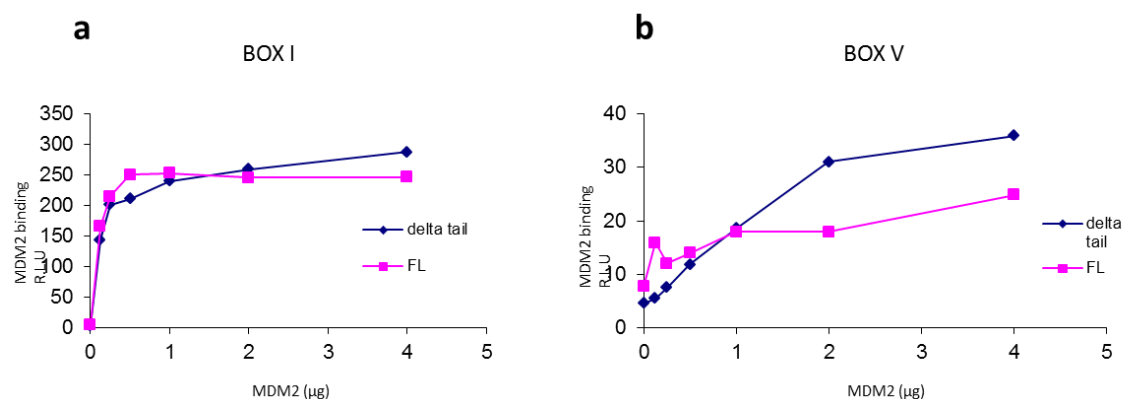 a
BOX I
350
300
250
200
150
100
50
0
MDM2 binding
RLU
0 1 2 3 4 5
MDM2 (µg)
delta tail
FL
b
BOX V
40
30
20
10
0
MDM2 binding
RLU
0 1 2 3 4 5
MDM2 (µg)
delta
tail
FL